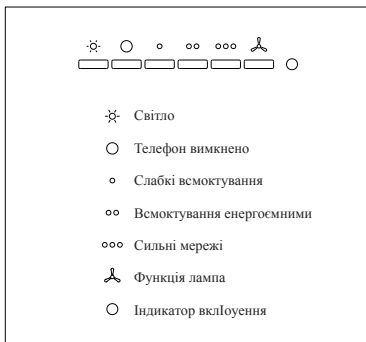 Світло
Телефон вимкнено
Слабкі всмоктування
Всмоктування енергоємними
Сильні мережі
Функція лампа
Індикатор вклІоуення